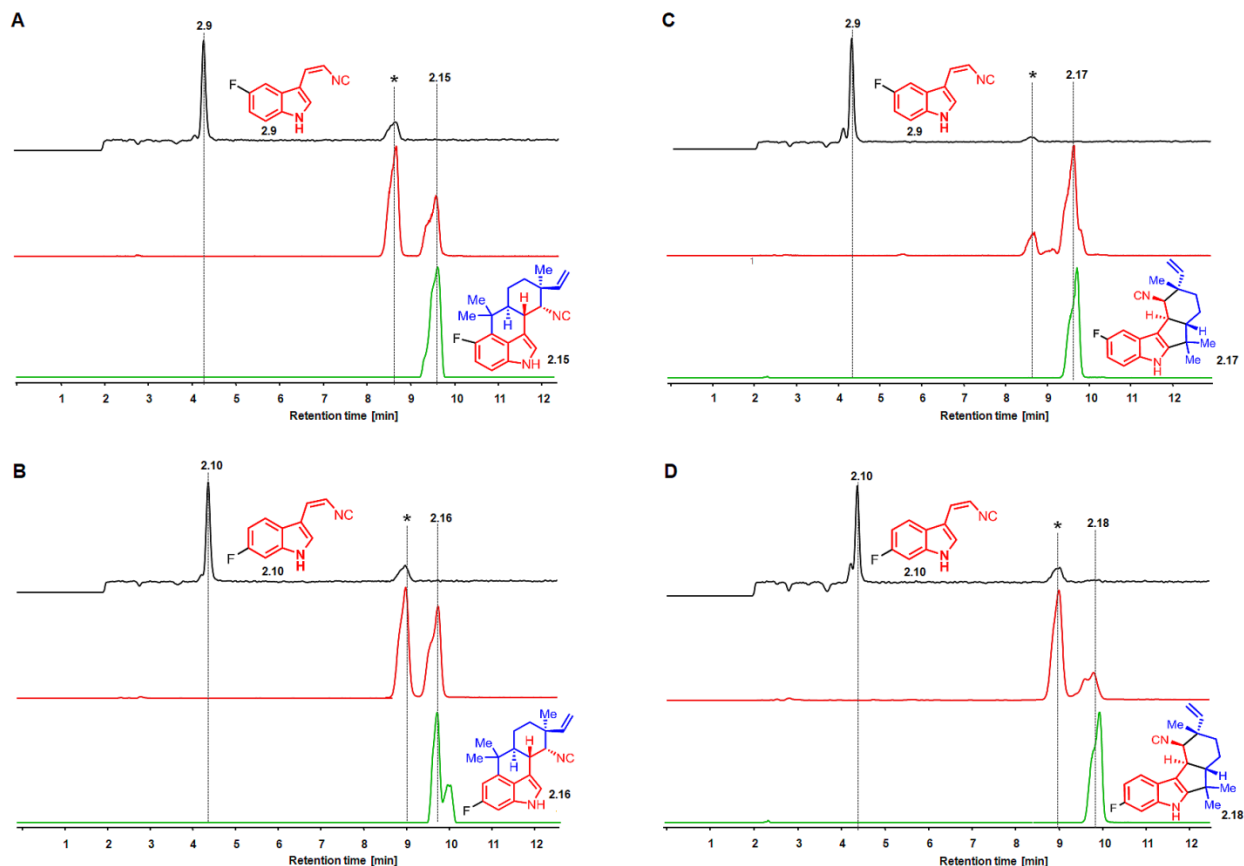 A
2.9
F
NC
N
H
2.9
*
2.15
Me
H
Me
Me
H
NC
F
N
H
2.15
1 2 3 4 5 6 7 8 9 10 11 12
Retention time [min]
C
2.9
F
NC
N
H
2.9
*
2.17
1
Me
CN
H
H
F
Me
N
H
Me
2.17
1 2 3 4 5 6 7 8 9 10 11 12
Retention time [min]
B
2.10
NC
F
N
H
2.10
*
2.16
Me
H
Me
Me
H
NC
F
NH
2.16
1 2 3 4 5 6 7 8 9 10 11 12
Retention time [min]
D
2.10
NC
F
N
H
2.10
*
2.18
Me
CN
H
H
Me
F
N
H
Me
2.18
1 2 3 4 5 6 7 8 9 10 11 12
Retention time [min]